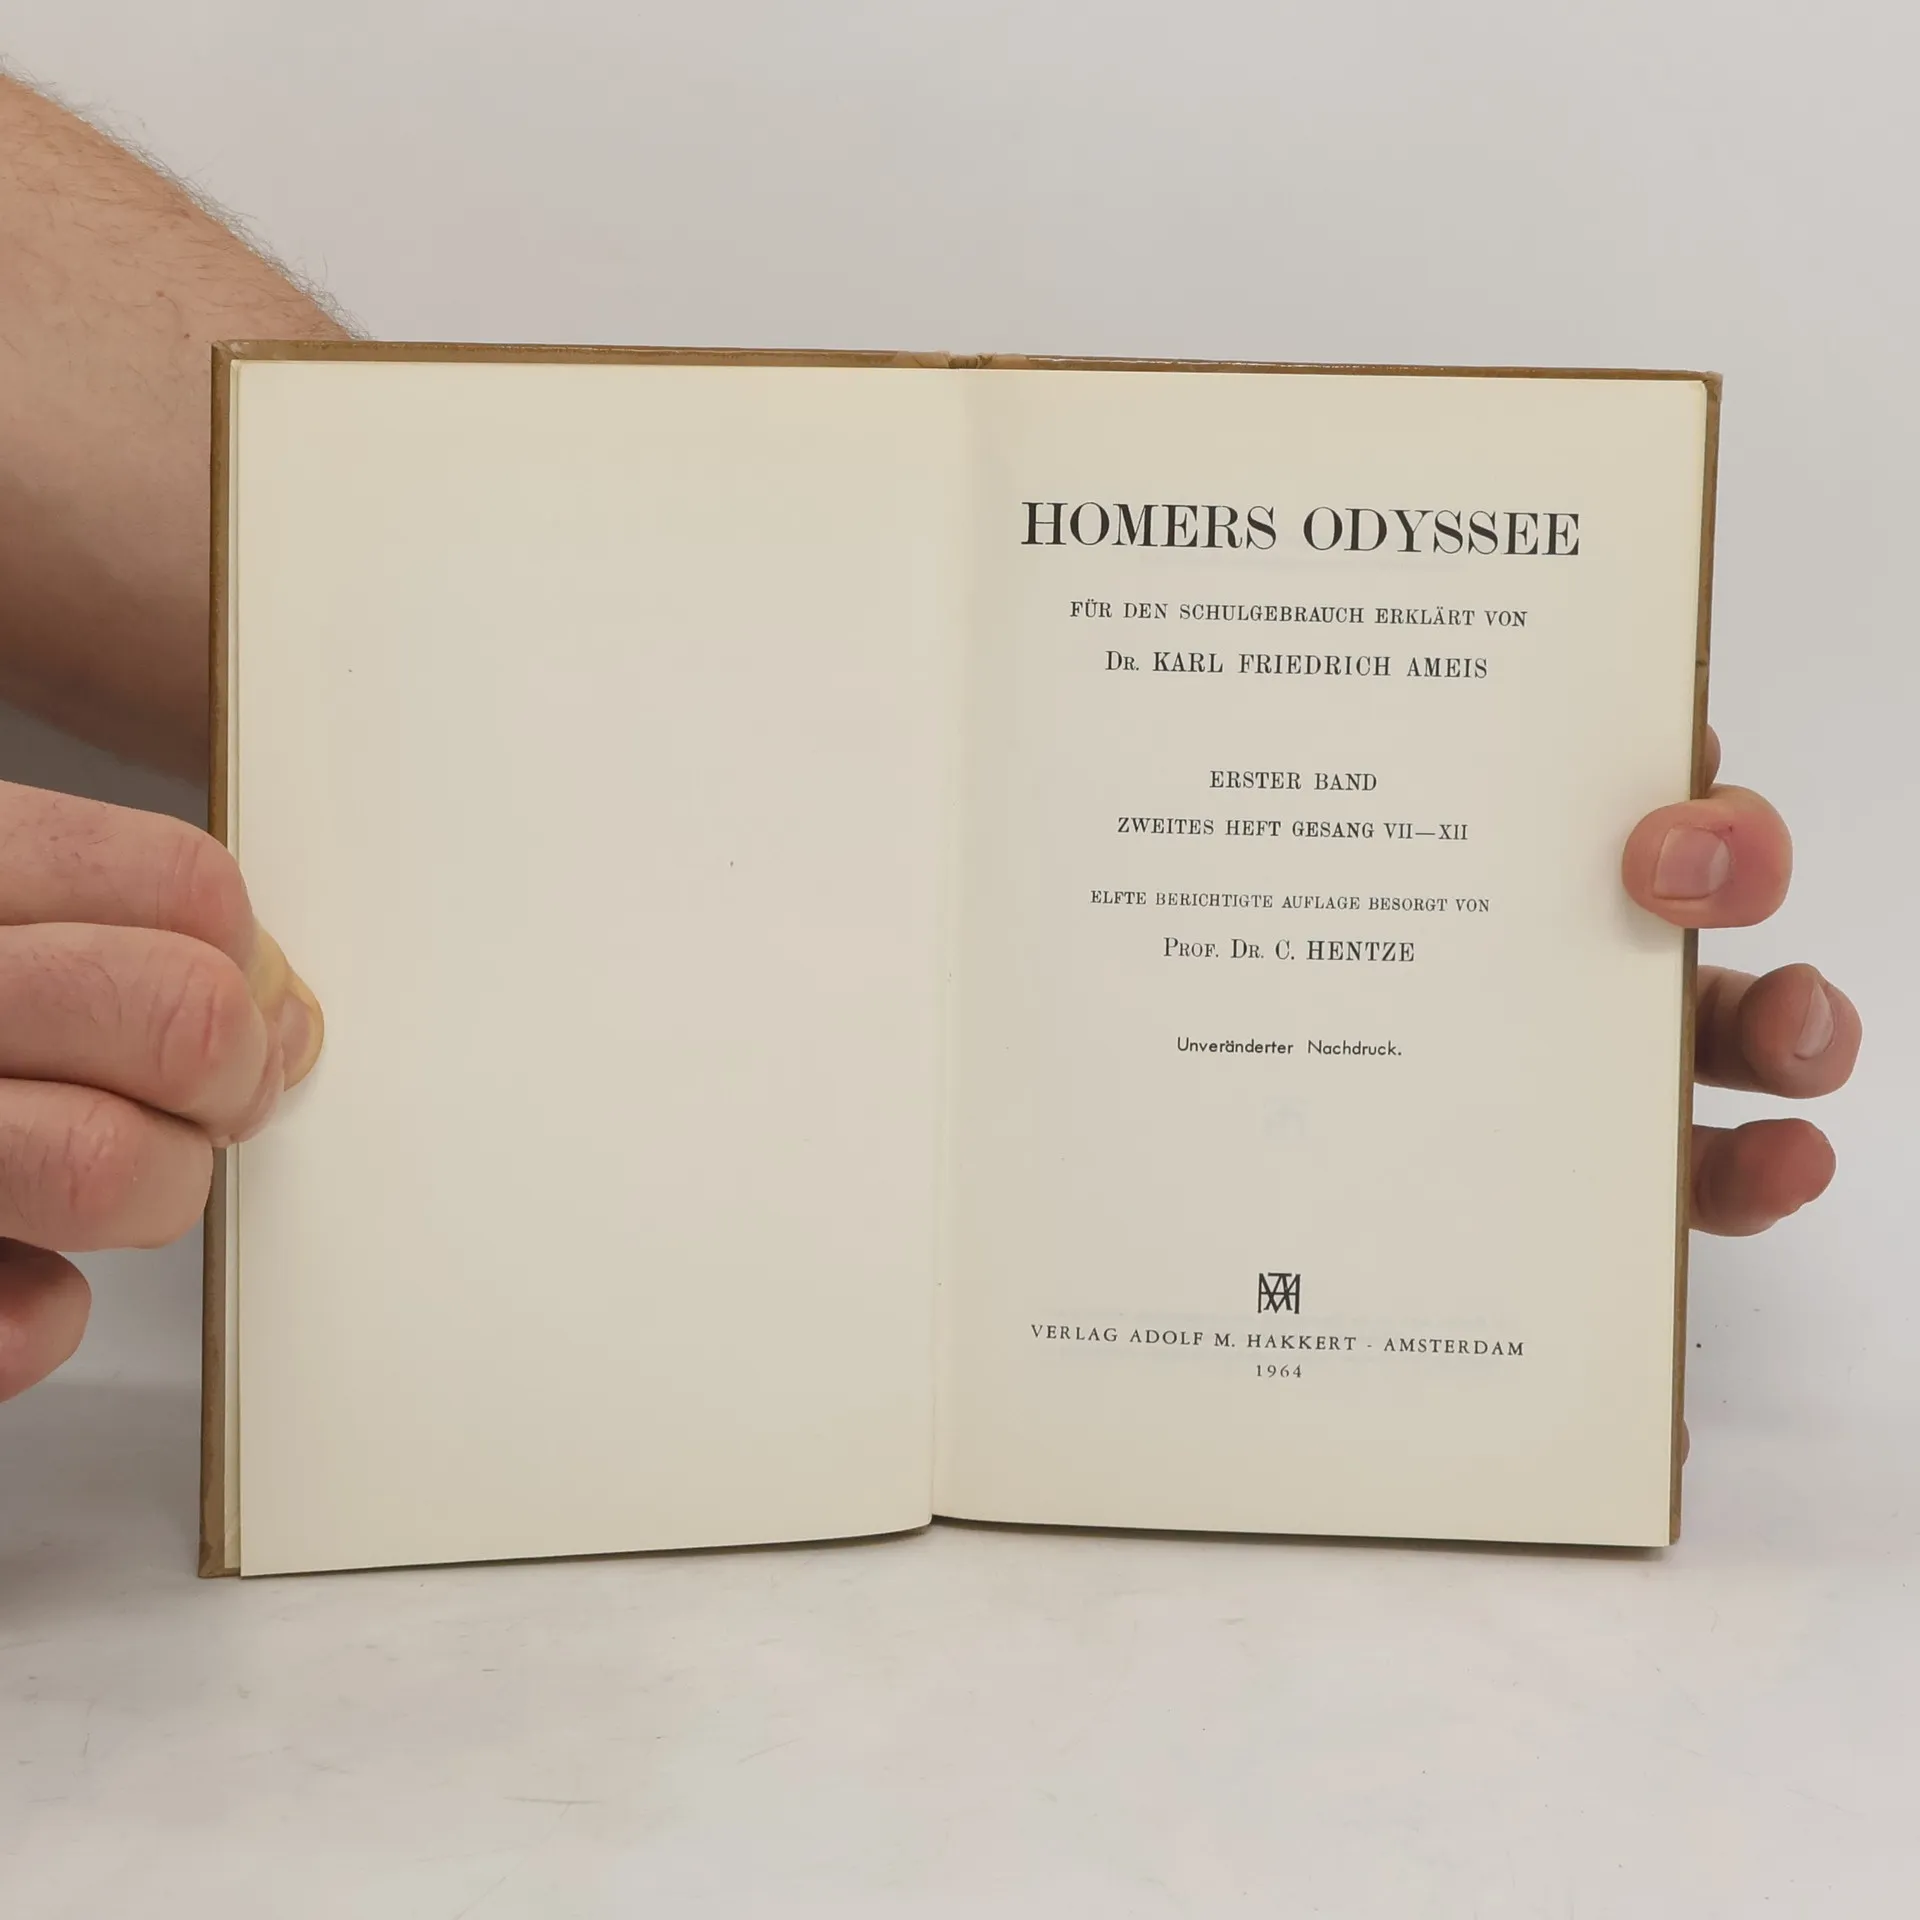 HOMERS ODYSSEE
FÜR DEN SCHULGEBRAUCH ERKLÄRT VON
DR. KARL FRIEDRICH AMEIS
ERSTER BAND
ZWEITES HEFT GESANG VII—XII
ELFTE BERICHTIGTE AUFLAGE BESORGT VON
PROF. DR. C. HENTZE
Unveränderter Nachdruck.
VERLAG ADOLF M. HAKKERT - AMSTERDAM
1964